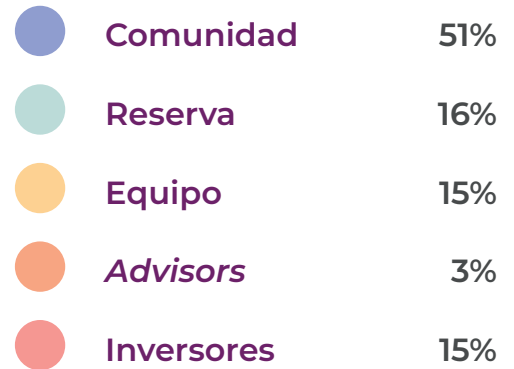 Comunidad 51%
Reserva 16%
Equipo 15%
Advisors 3%
Inversores 15%